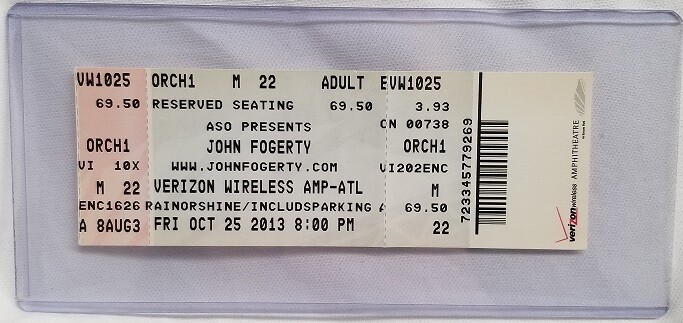 VW1025 ORCH1 M 22 ADULT EVW1025
69.50 RESERVED SEATING 69.50 3.93
ASO PRESENTS CN 00738
ORCH1 JOHN FOGERTY ORCH1
VI 10X WWW.JOHNFOGERTY.COM VI202ENC
M 22 VERIZON WIRELESS AMP-ATL M
ENC1626 RAINORSHINE/INCLUDSPARKING A 69.50
A 8AUG3 FRI OCT 25 2013 8:00 PM 22
723345779269
verizon wireless AMPHITHEATRE